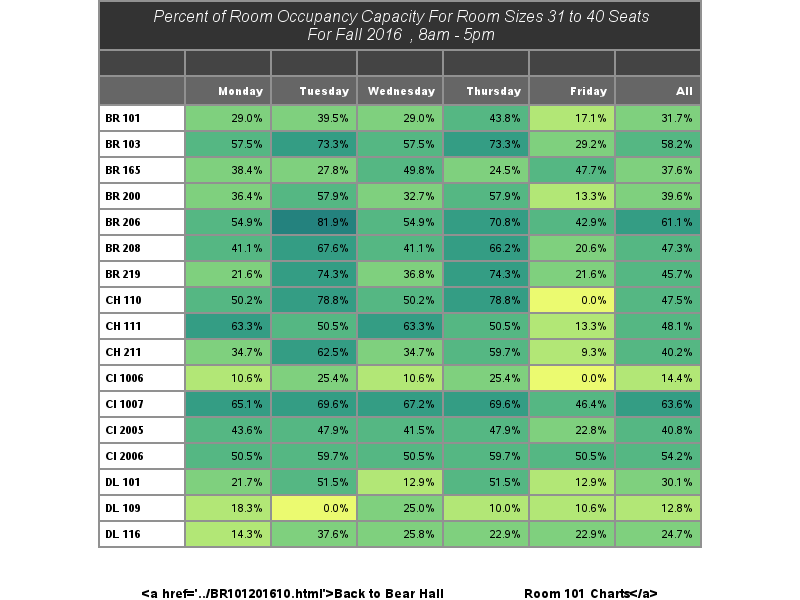 Percent of Room Occupancy Capacity For Room Sizes 31 to 40 Seats
For Fall 2016 , 8am - 5pm
Monday Tuesday Wednesday Thursday Friday All
BR 101 29.0% 39.5% 29.0% 43.8% 17.1% 31.7%
BR 103 57.5% 73.3% 57.5% 73.3% 29.2% 58.2%
BR 165 38.4% 27.8% 49.8% 24.5% 47.7% 37.6%
BR 200 36.4% 57.9% 32.7% 57.9% 13.3% 39.6%
BR 206 54.9% 81.9% 54.9% 70.8% 42.9% 61.1%
BR 208 41.1% 67.6% 41.1% 66.2% 20.6% 47.3%
BR 219 21.6% 74.3% 36.8% 74.3% 21.6% 45.7%
CH 110 50.2% 78.8% 50.2% 78.8% 0.0% 47.5%
CH 111 63.3% 50.5% 63.3% 50.5% 13.3% 48.1%
CH 211 34.7% 62.5% 34.7% 59.7% 9.3% 40.2%
CI 1006 10.6% 25.4% 10.6% 25.4% 0.0% 14.4%
CI 1007 65.1% 69.6% 67.2% 69.6% 46.4% 63.6%
CI 2005 43.6% 47.9% 41.5% 47.9% 22.8% 40.8%
CI 2006 50.5% 59.7% 50.5% 59.7% 50.5% 54.2%
DL 101 21.7% 51.5% 12.9% 51.5% 12.9% 30.1%
DL 109 18.3% 0.0% 25.0% 10.0% 10.6% 12.8%
DL 116 14.3% 37.6% 25.8% 22.9% 22.9% 24.7%
<a href='../BR101201610.html'>Back to Bear Hall Room 101 Charts</a>